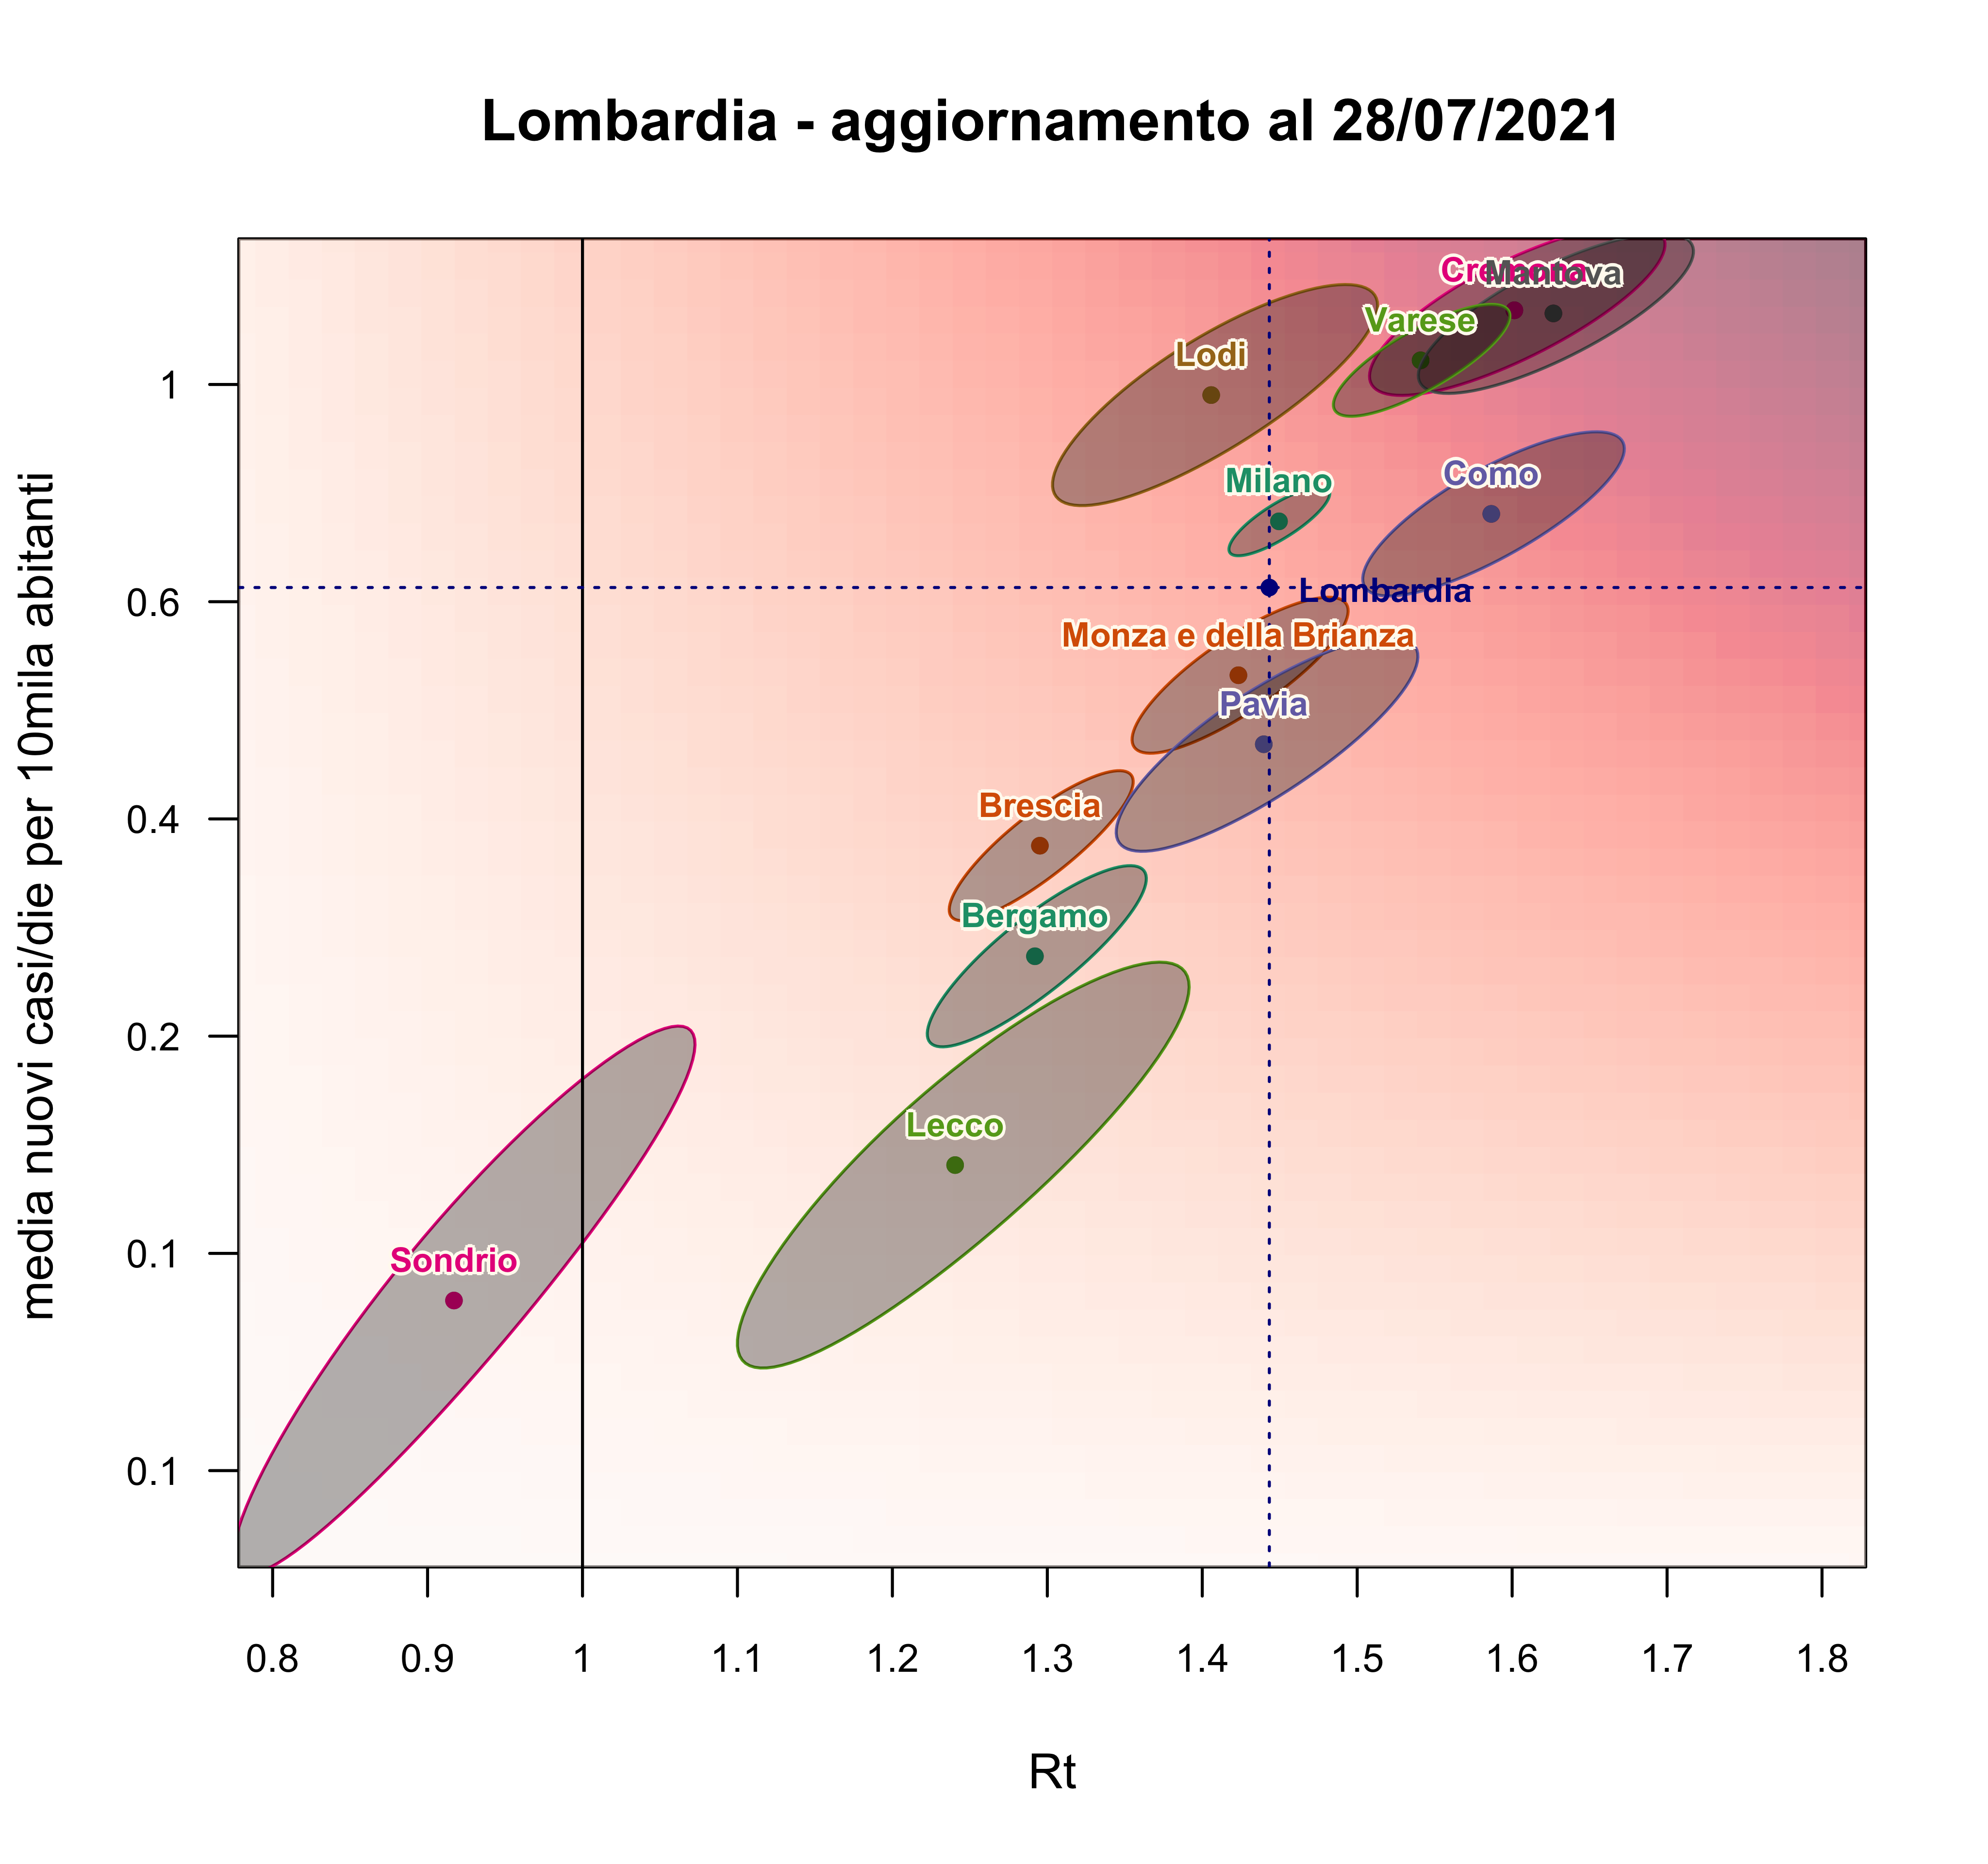 Lombardia - aggiornamento al 28/07/2021
media nuovi casi/die per 10mila abitanti
1
0.6
0.4
0.2
0.1
0.1
Cremona
Mantova
Varese
Lodi
Como
Milano
Lombardia
Monza e della Brianza
Pavia
Brescia
Bergamo
Lecco
Sondrio
0.8 0.9 1 1.1 1.2 1.3 1.4 1.5 1.6 1.7 1.8
Rt